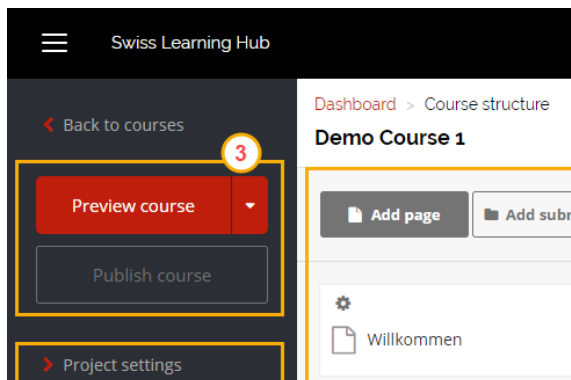 Swiss Learning Hub
Back to courses
3
Preview course
Publish course
Project settings
Dashboard > Course structure
Demo Course 1
Add page
Add
Willkommen